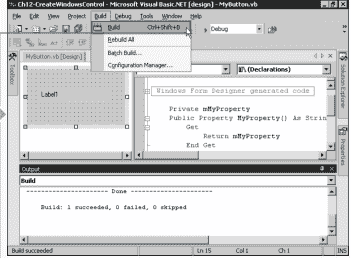 Ch12-CreateWindowsControl - Microsoft Visual Basic.NET [design] - MyButton.vb
File Edit View Project Build Debug Tools Window Help
Build Ctrl+Shift+B
Debug
Rebuild All
Batch Build...
Configuration Manager...
MyButton.vb [Design]
(Declarations)
Toolbox
Solution Explorer
Properties
Label1
Windows Form Designer generated code
Private mMyProperty
Public Property MyProperty() As Strin
Get
Return mMyProperty
End Get
Output
Build
---------------------- Done ----------------------
Build: 1 succeeded, 0 failed, 0 skipped
Build succeeded
Ln 15 Col 1 Ch 1 INS